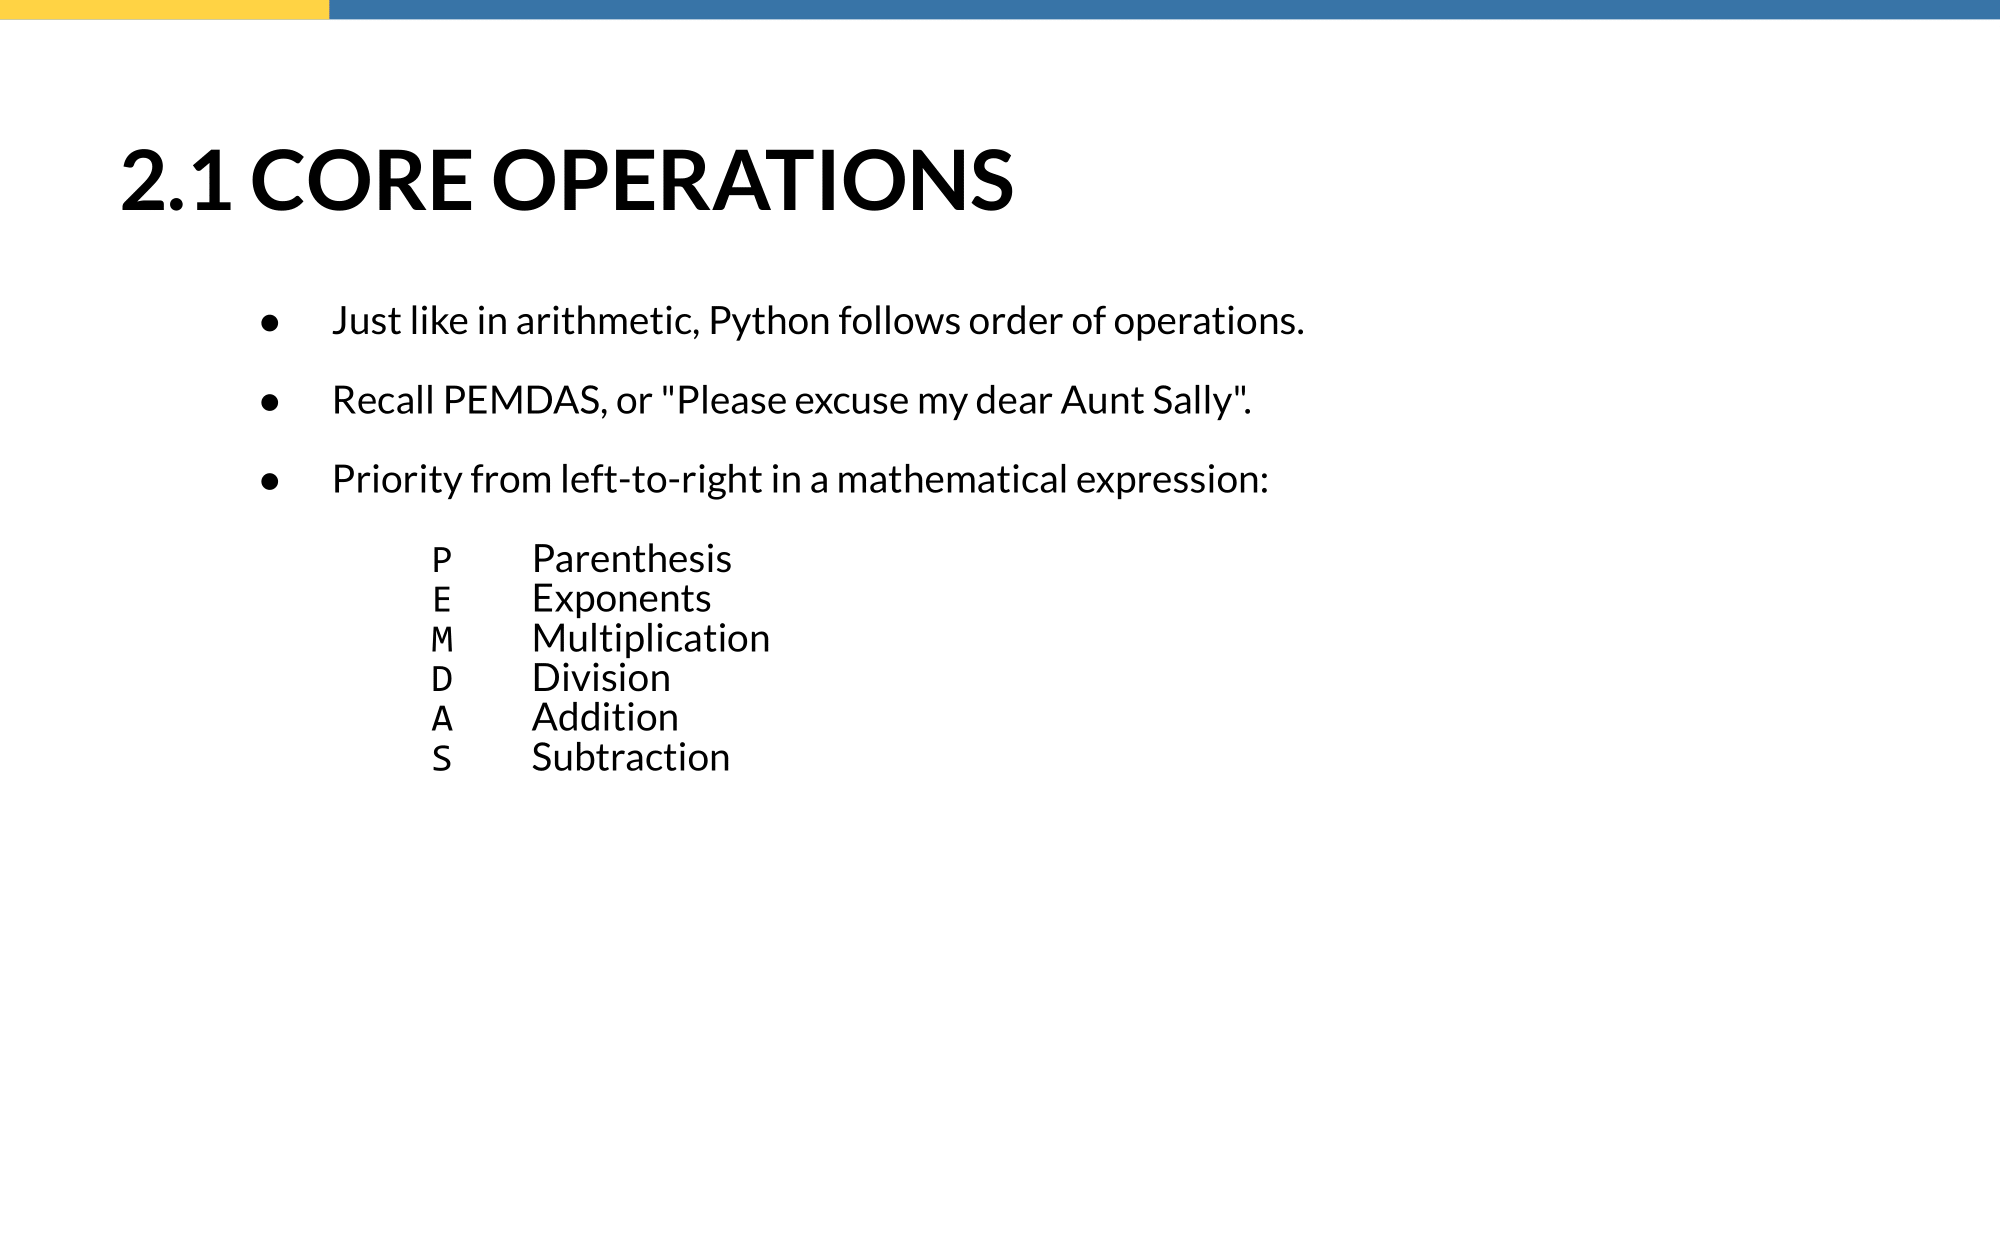 2.1 CORE OPERATIONS
● Just like in arithmetic, Python follows order of operations.
● Recall PEMDAS, or "Please excuse my dear Aunt Sally".
● Priority from left-to-right in a mathematical expression:
P Parenthesis
E Exponents
M Multiplication
D Division
A Addition
S Subtraction